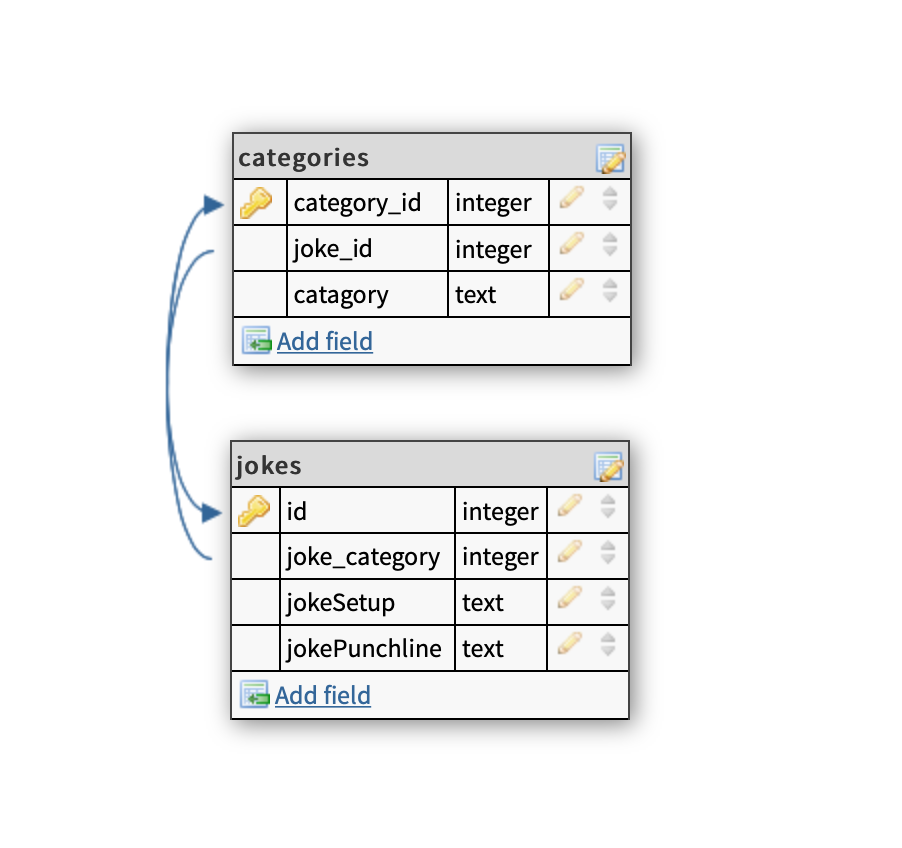 categories
category_id integer
joke_id integer
catagory text
Add field
jokes
id integer
joke_category integer
jokeSetup text
jokePunchline text
Add field